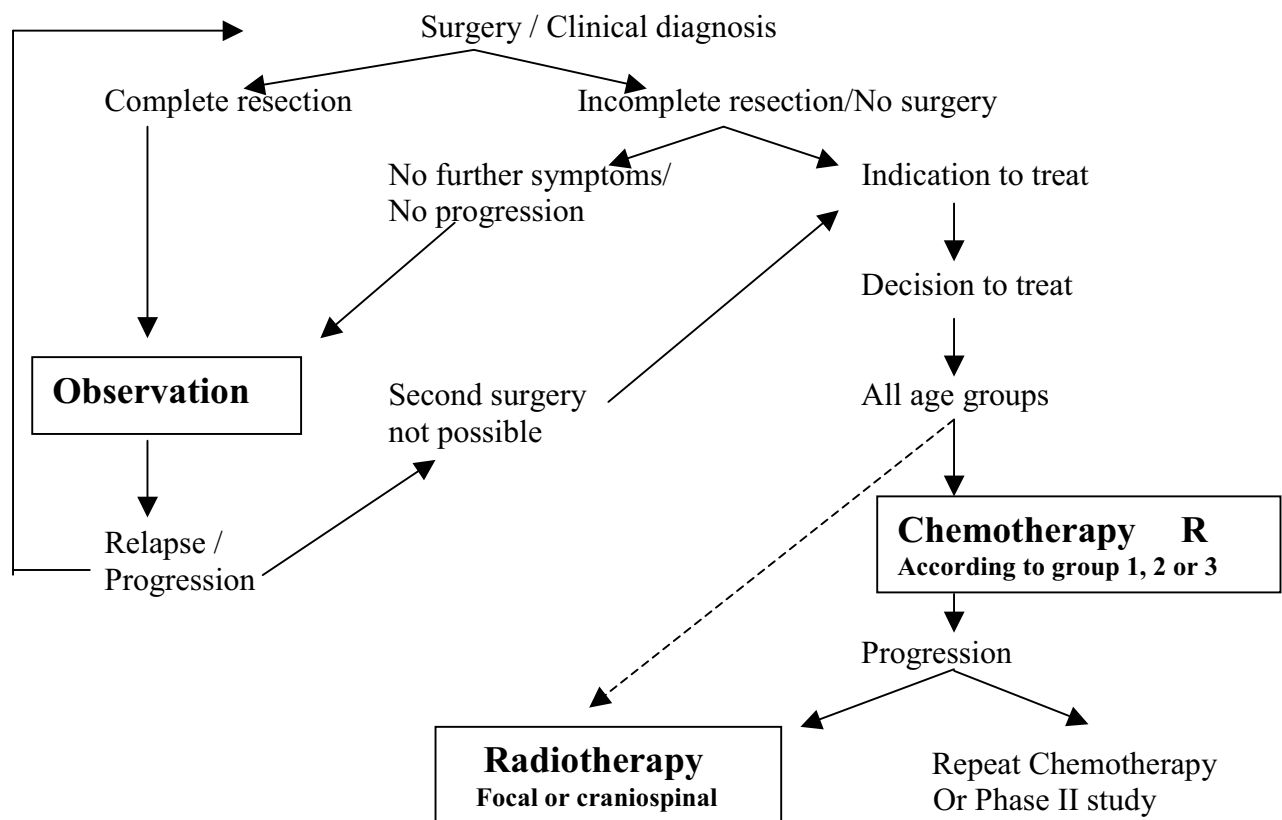 Surgery / Clinical diagnosis
Complete resection
Incomplete resection/No surgery
No further symptoms/
No progression
Indication to treat
Decision to treat
Observation
Second surgery
not possible
All age groups
Relapse /
Progression
Chemotherapy R
According to group 1, 2 or 3
Progression
Radiotherapy
Focal or craniospinal
Repeat Chemotherapy
Or Phase II study